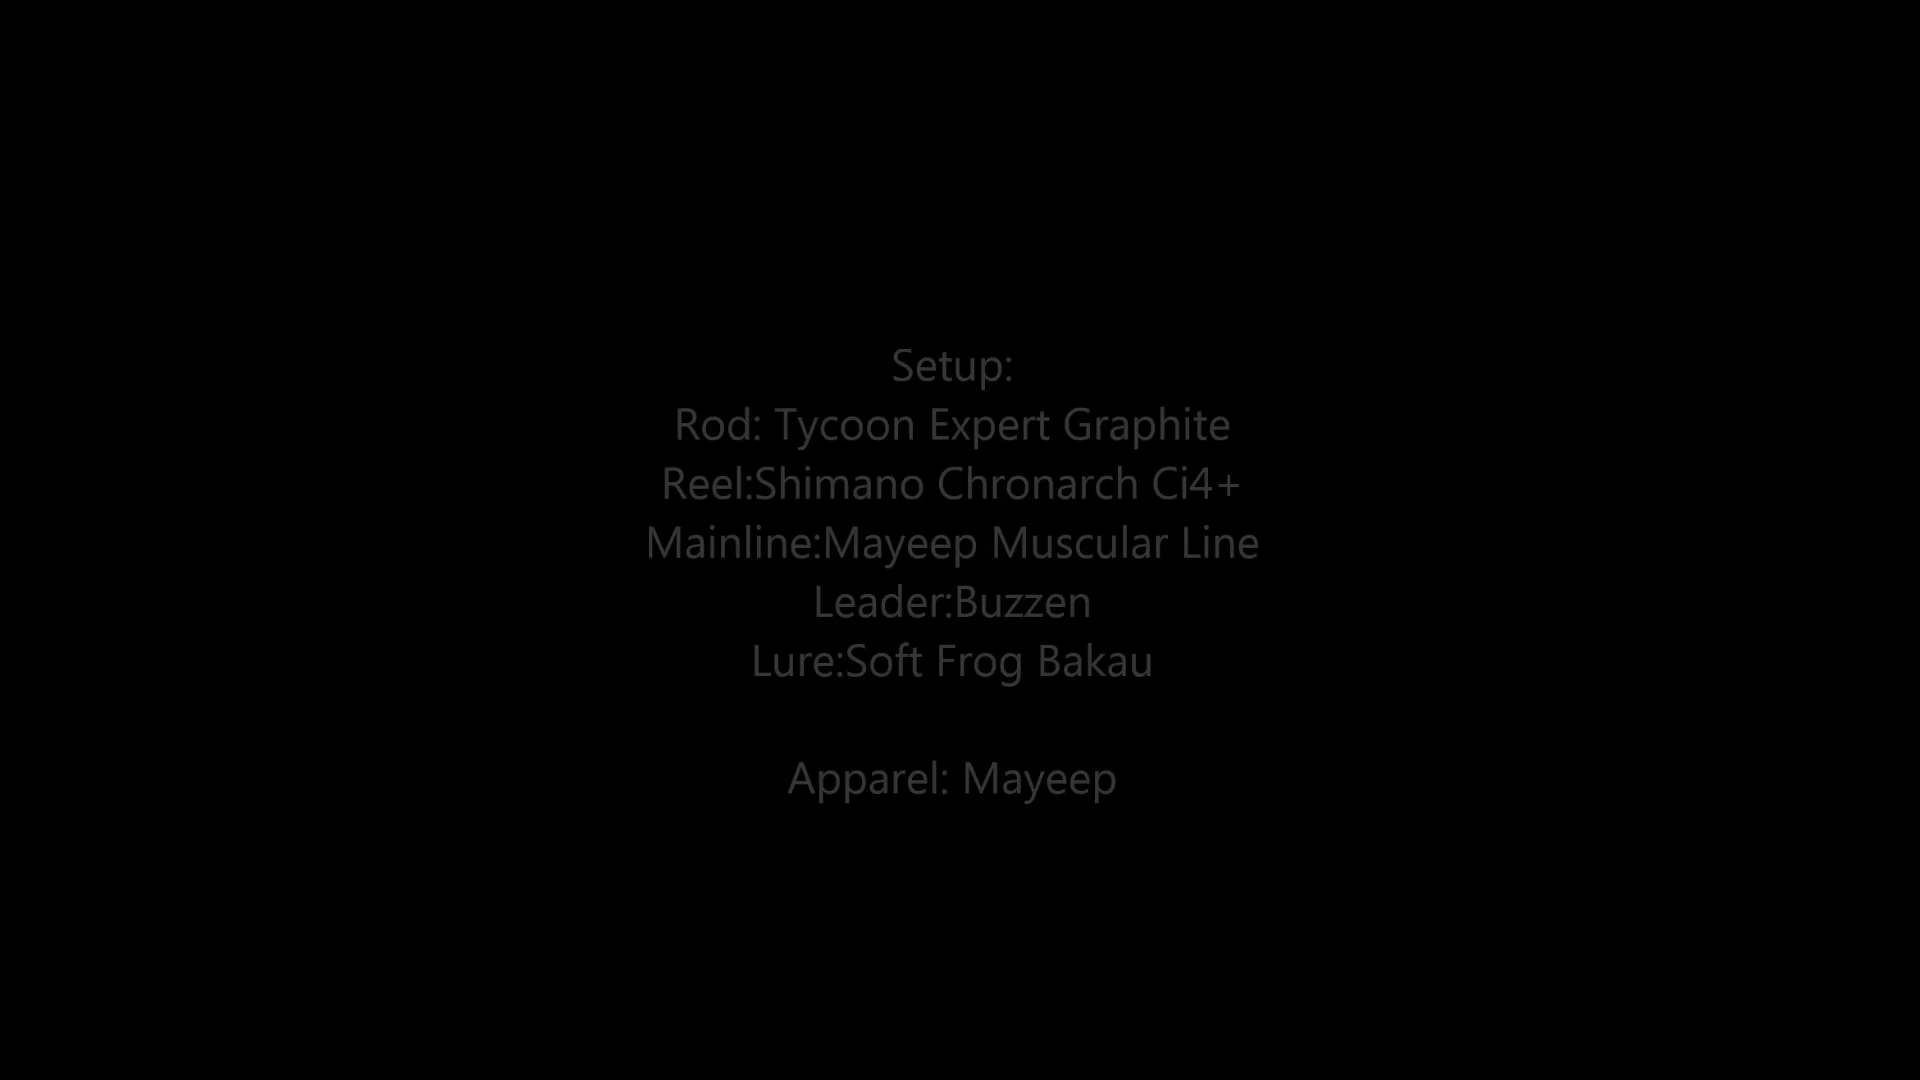 Setup:
Rod: Tycoon Expert Graphite
Reel:Shimano Chronarch Ci4+
Mainline:Mayeep Muscular Line
Leader:Buzzen
Lure:Soft Frog Bakau
Apparel: Mayeep